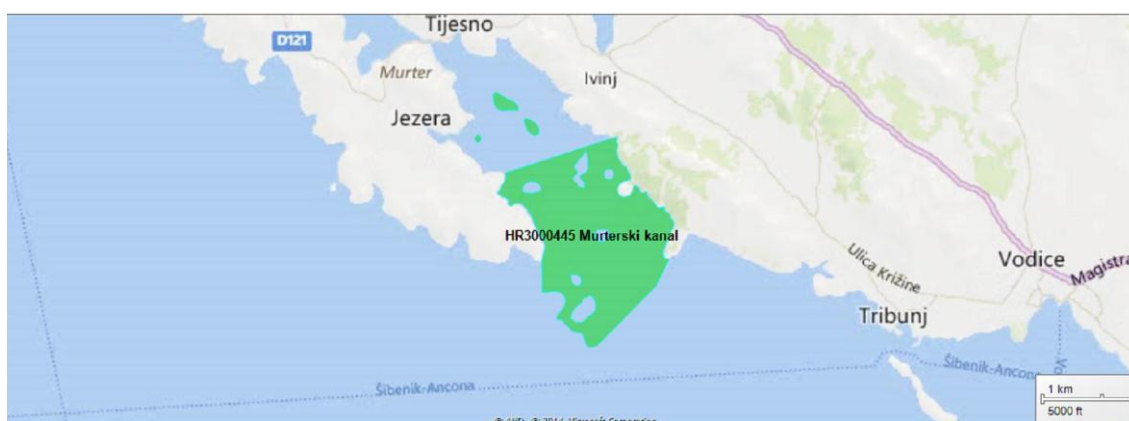 Tijesno
D121
Murter
Ivinj
Jezera
HR3000445 Murterski kanal
Ulica Križine
Vodice
Magistra
Tribunj
Šibenik-Ancona
Šibenik-Ancona
Vo
1 km
5000 ft